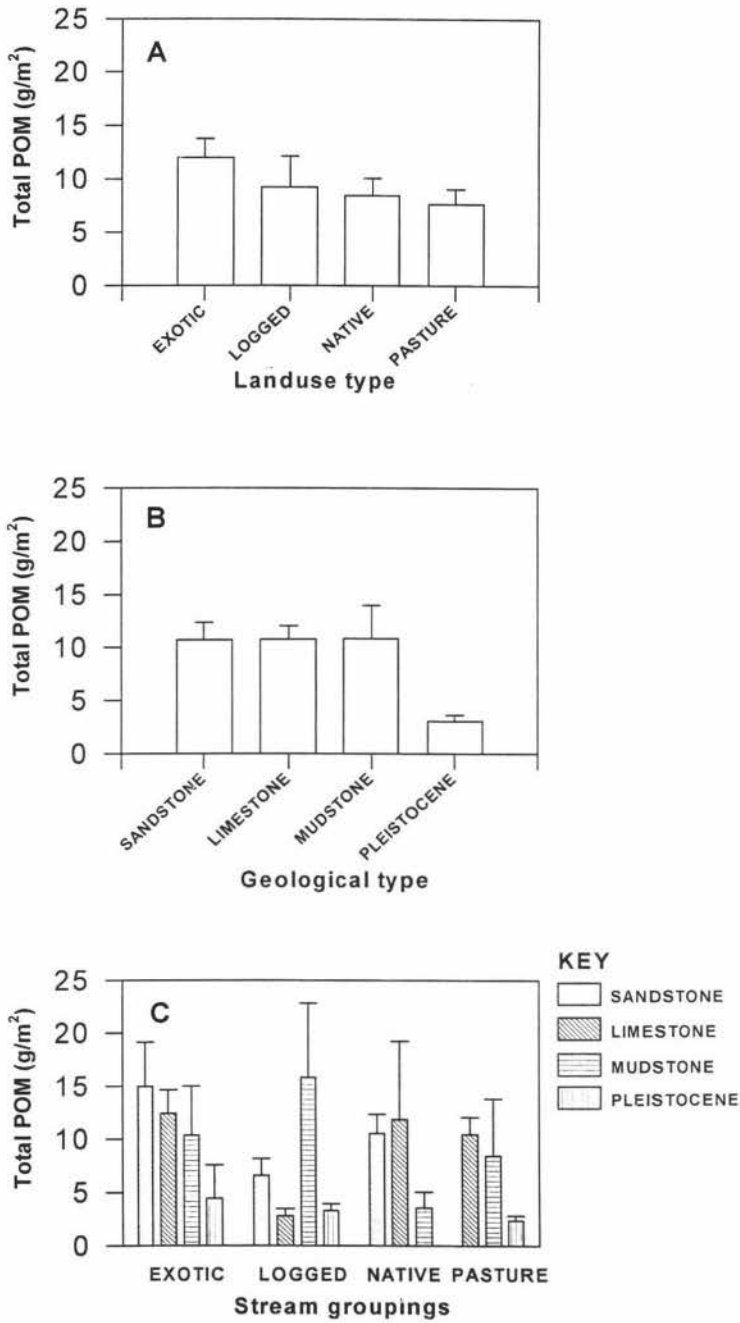 25
20
15
10
5
0
Total POM (g/m²)
A
EXOTIC
LOGGED
NATIVE
PASTURE
Landuse type
25
20
15
10
5
0
Total POM (g/m²)
B
SANDSTONE
LIMESTONE
MUDSTONE
PLEISTOCENE
Geological type
25
20
15
10
5
0
Total POM (g/m²)
C
EXOTIC LOGGED NATIVE PASTURE
Stream groupings
KEY
SANDSTONE
LIMESTONE
MUDSTONE
PLEISTOCENE